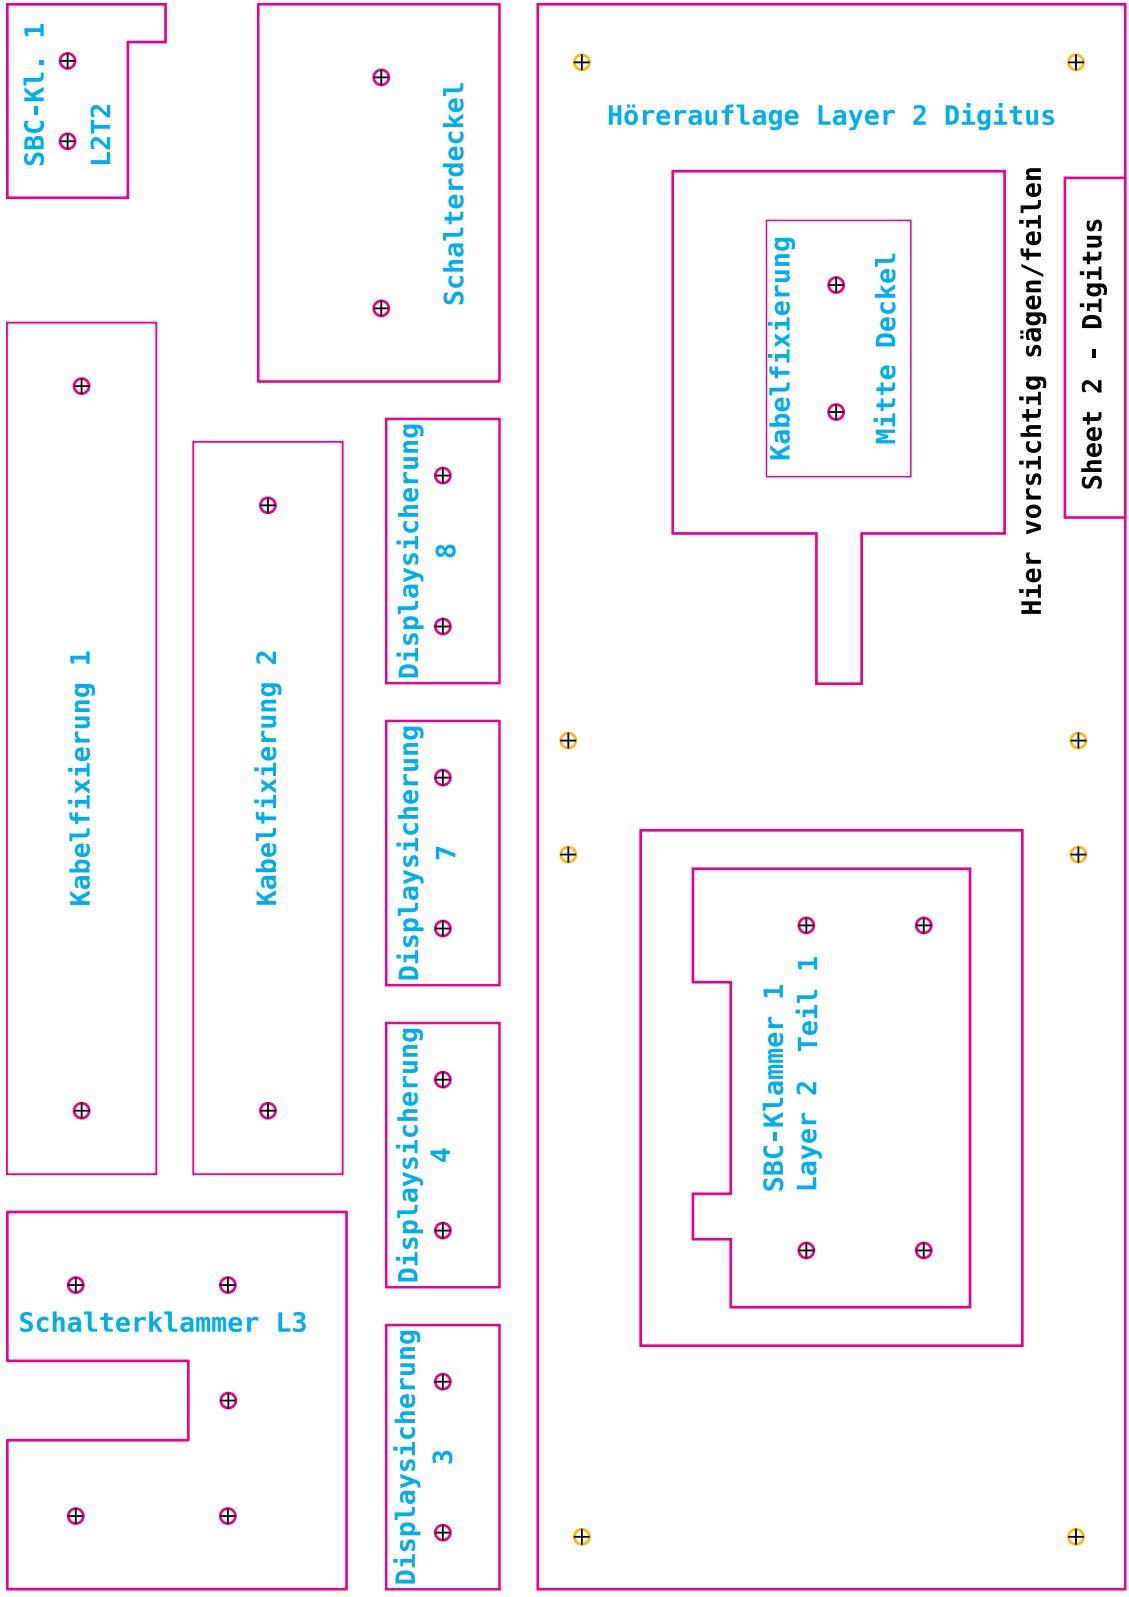 SBC-Kl. 1
L2T2
Schalterdeckel
Hörerauflage Layer 2 Digitus
Kabelfixierung
Mitte Deckel
Hier vorsichtig sägen/feilen
Sheet 2 - Digitus
Kabelfixierung 1
Kabelfixierung 2
Displaysicherung
8
Displaysicherung
7
Displaysicherung
4
Displaysicherung
3
SBC-Klammer 1
Layer 2 Teil 1
Schalterklammer L3